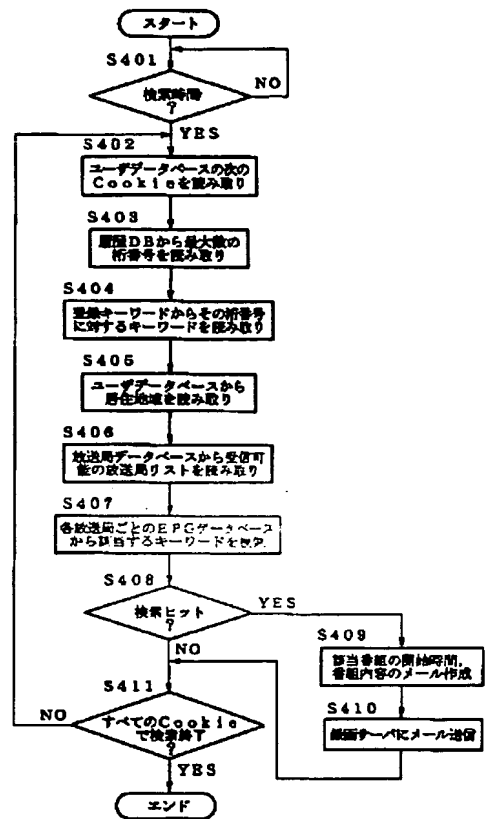 スタート
S401
検索時間
?
NO
YES
S402
ユーザデータベースの次の
Cookieを読み取り
S403
履歴DBから最大数の
桁番号を読み取り
S404
登録キーワードからその桁番号
に対するキーワードを読み取り
S405
ユーザデータベースから
居住地域を読み取り
S406
放送局データベースから受信可
能の放送局リストを読み取り
S407
各放送局ごとのEPGデータベース
から該当するキーワードを検索
S408
検索ヒット
?
YES
NO
S409
該当番組の開始時間,
番組内容のメール作成
S410
録画サーバにメール送信
S411
すべてのCookie
で検索終了
?
NO
YES
エンド